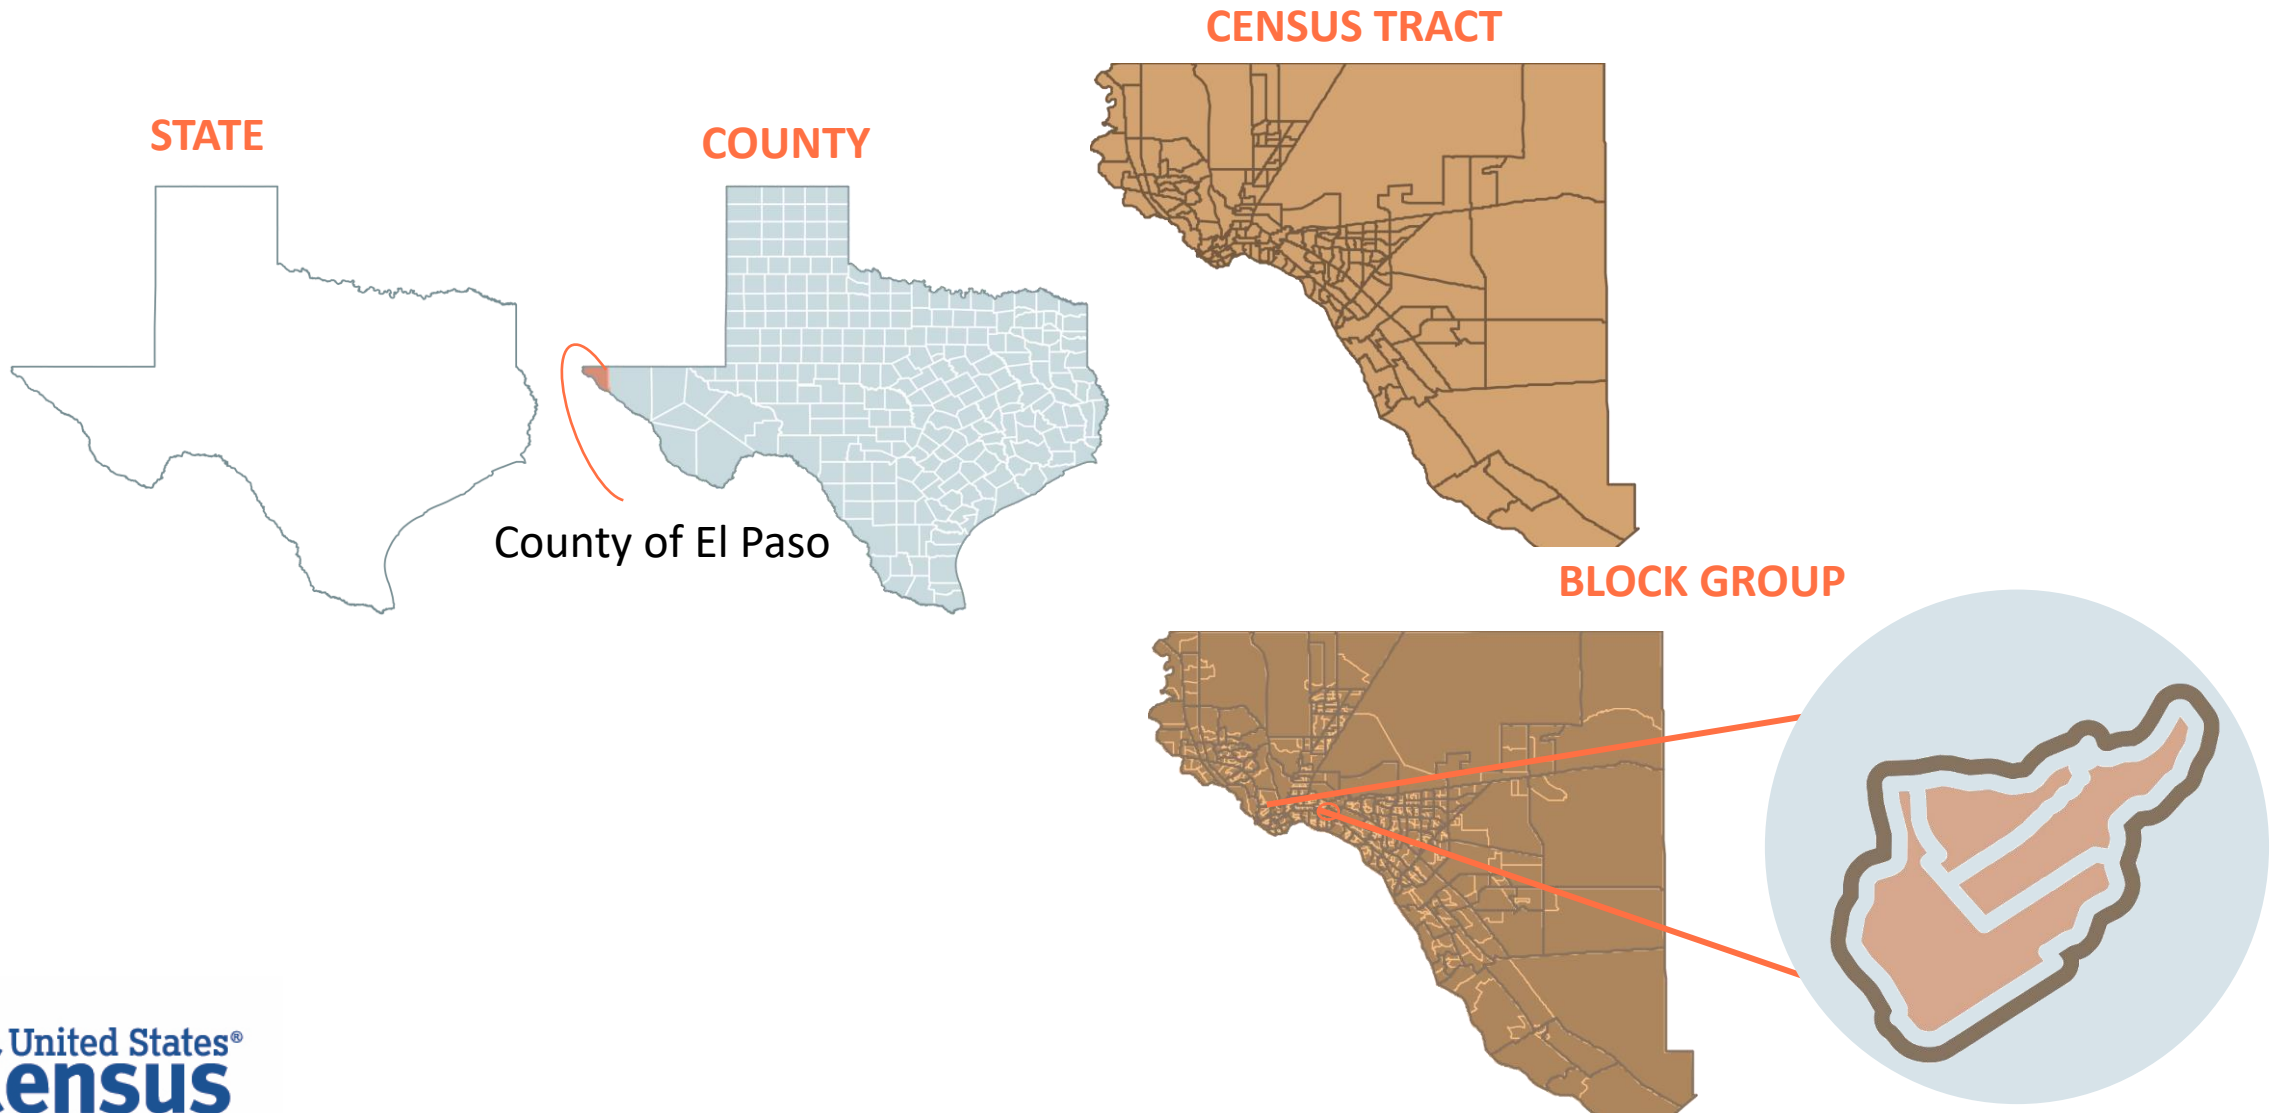 CENSUS TRACT
STATE
COUNTY
County of El Paso
BLOCK GROUP
United States®
ensus